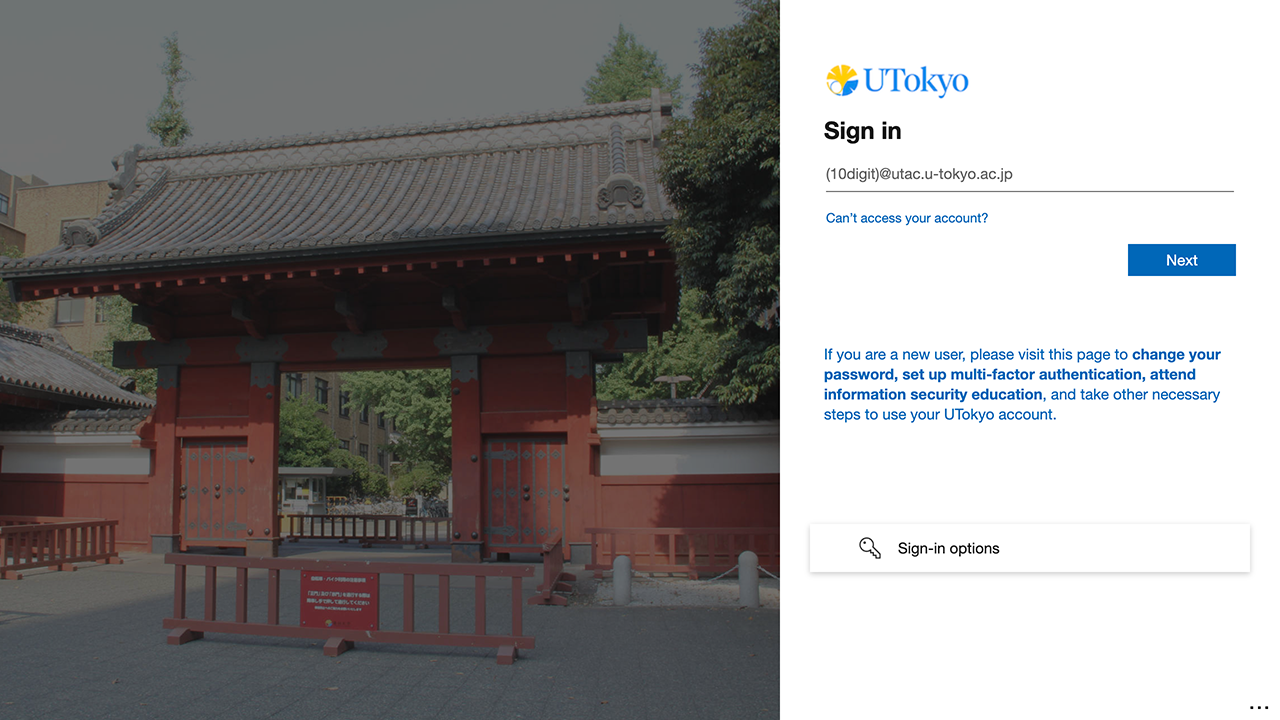 UTokyo
Sign in
(10digit)@utac.u-tokyo.ac.jp
Can't access your account?
Next
If you are a new user, please visit this page to change your
password, set up multi-factor authentication, attend
information security education, and take other necessary
steps to use your UTokyo account.
Sign-in options